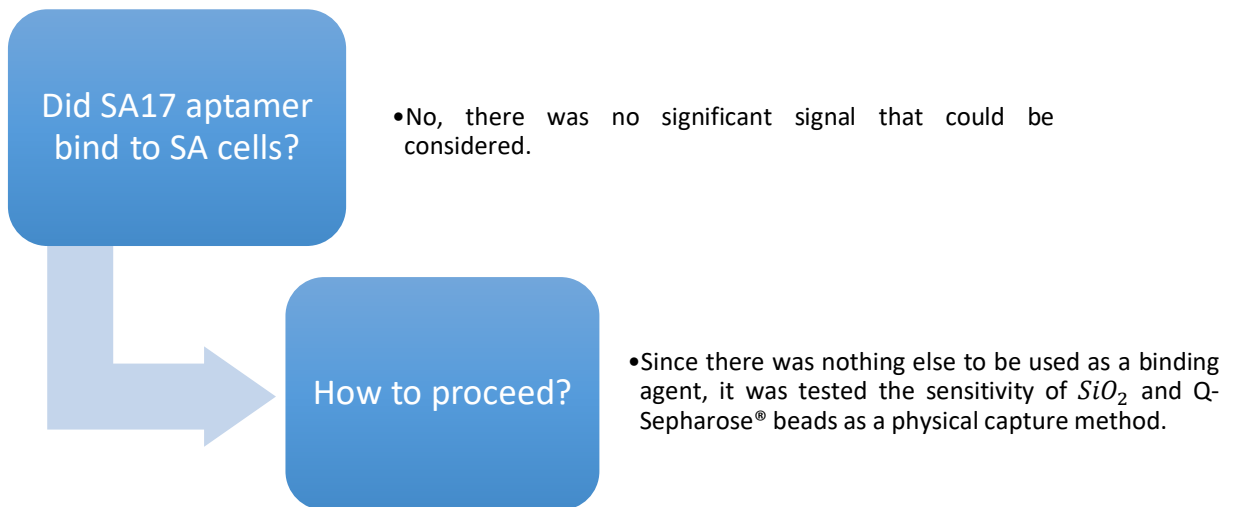 Did SA17 aptamer
bind to SA cells?
•No, there was no significant signal that could be
considered.
How to proceed?
•Since there was nothing else to be used as a binding
agent, it was tested the sensitivity of SiO₂ and Q-
Sepharose® beads as a physical capture method.